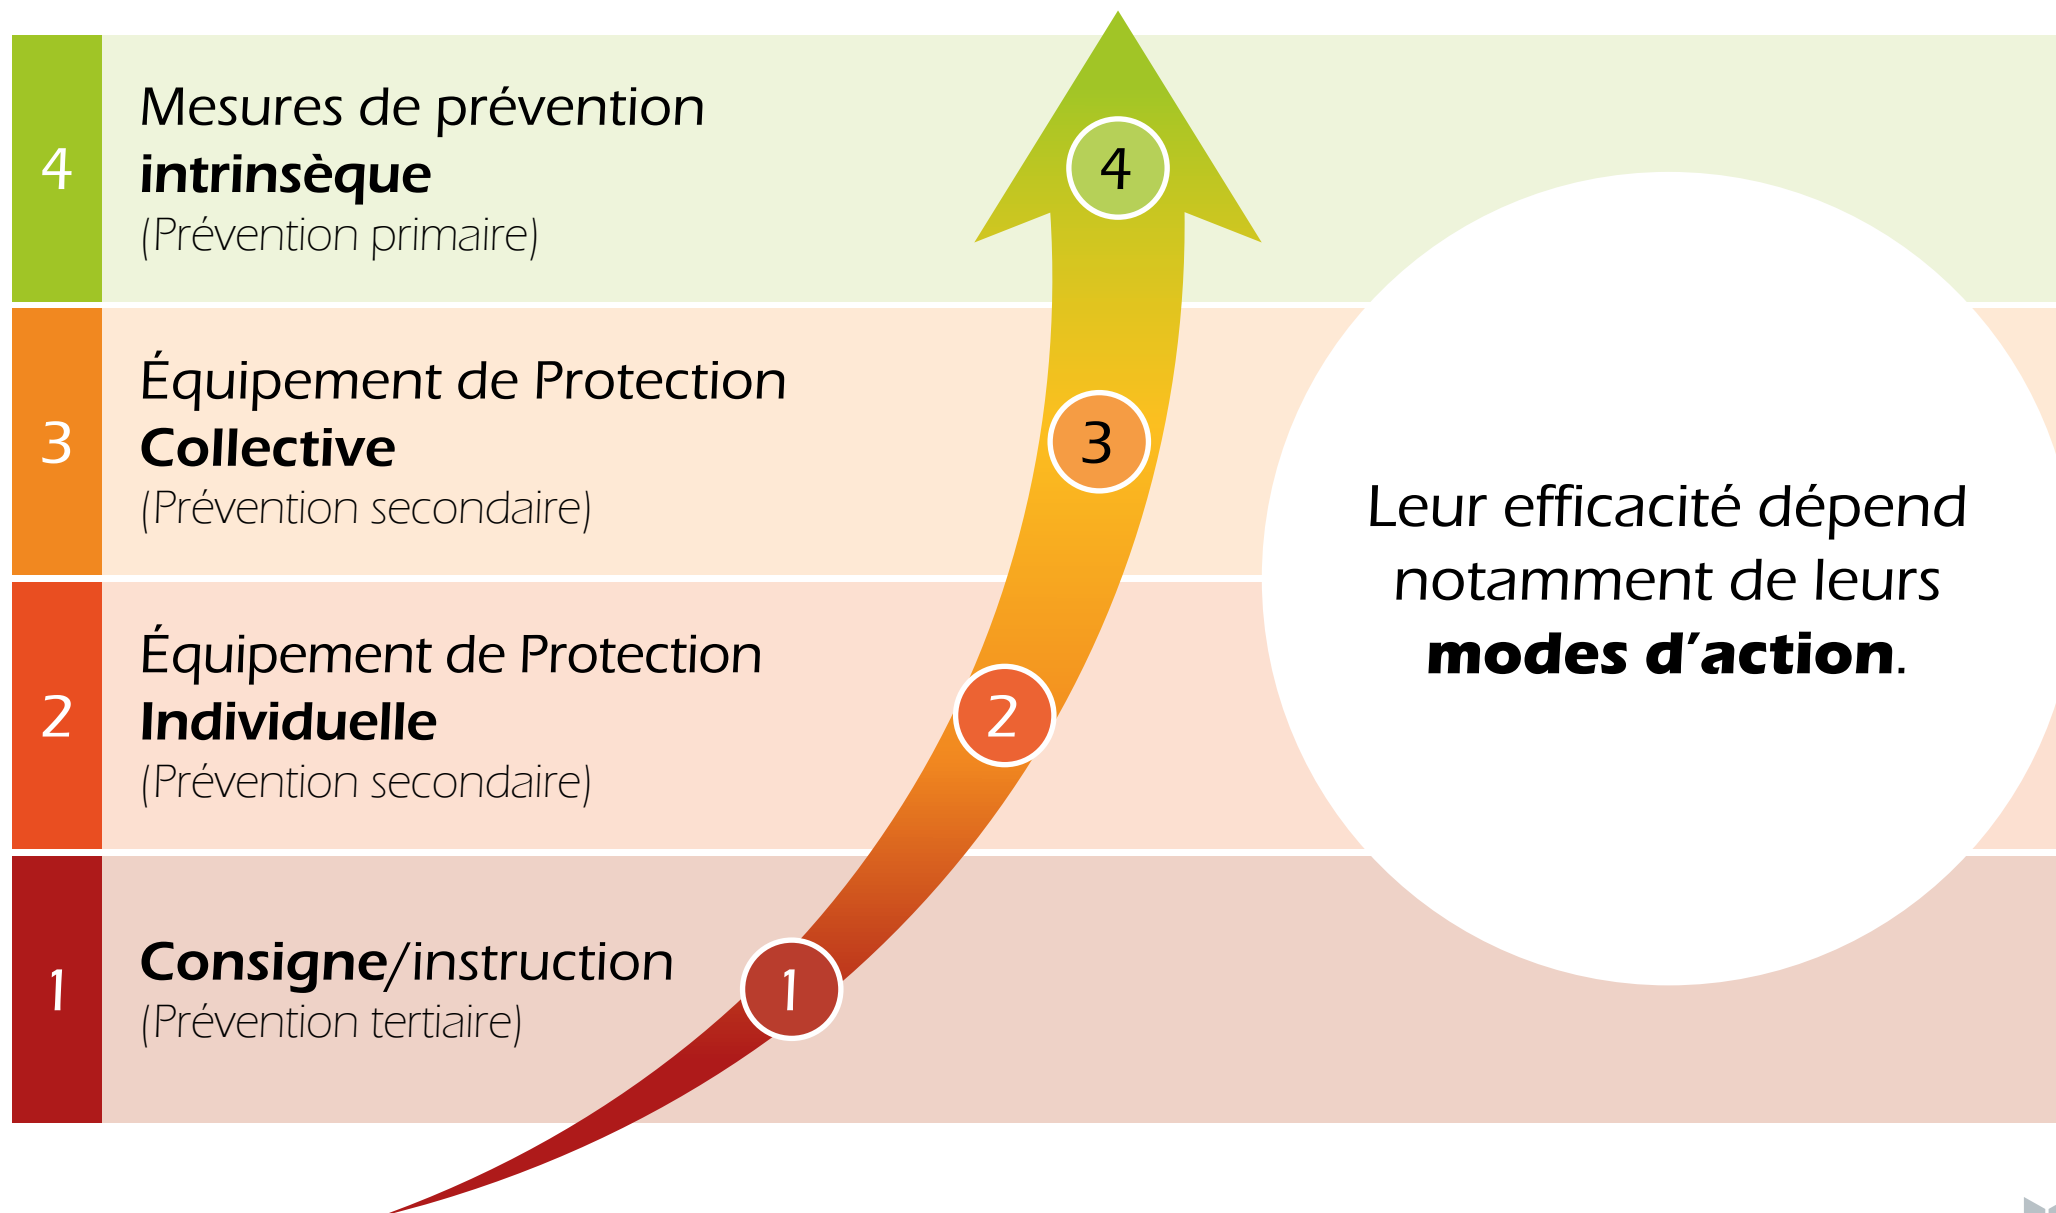 4
Mesures de prévention
intrinsèque
(Prévention primaire)
4
3
Équipement de Protection
Collective
(Prévention secondaire)
3
2
Équipement de Protection
Individuelle
(Prévention secondaire)
2
1
Consigne/instruction
(Prévention tertiaire)
1
Leur efficacité dépend
notamment de leurs
modes d’action.